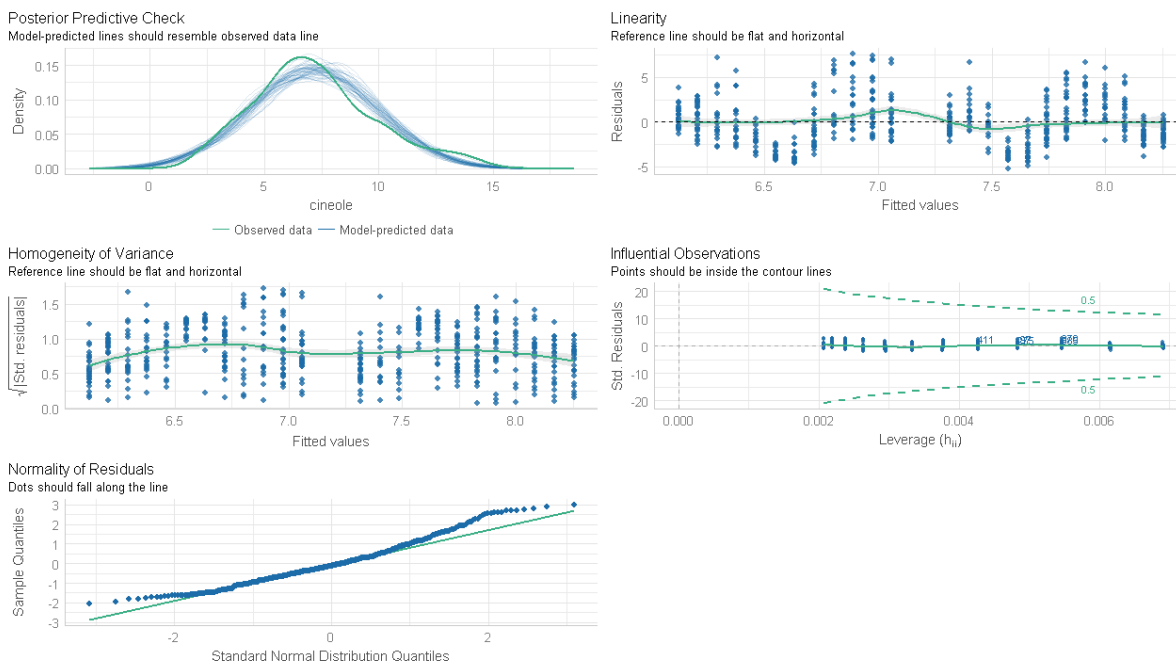 Posterior Predictive Check
Model-predicted lines should resemble observed data line
Density
0.15
0.10
0.05
0.00
0
5
10
15
cineole
Observed data
Model-predicted data
Linearity
Reference line should be flat and horizontal
Residuals
5
0
-5
6.5
7.0
7.5
8.0
Fitted values
Homogeneity of Variance
Reference line should be flat and horizontal
√|Std. residuals|
1.5
1.0
0.5
0.0
6.5
7.0
7.5
8.0
Fitted values
Influential Observations
Points should be inside the contour lines
Std. Residuals
20
10
0
-10
-20
0.5
411
0.5
0.000
0.002
0.004
0.006
Leverage (hii)
Normality of Residuals
Dots should fall along the line
Sample Quantiles
3
2
1
0
-1
-2
-3
-2
0
2
Standard Normal Distribution Quantiles